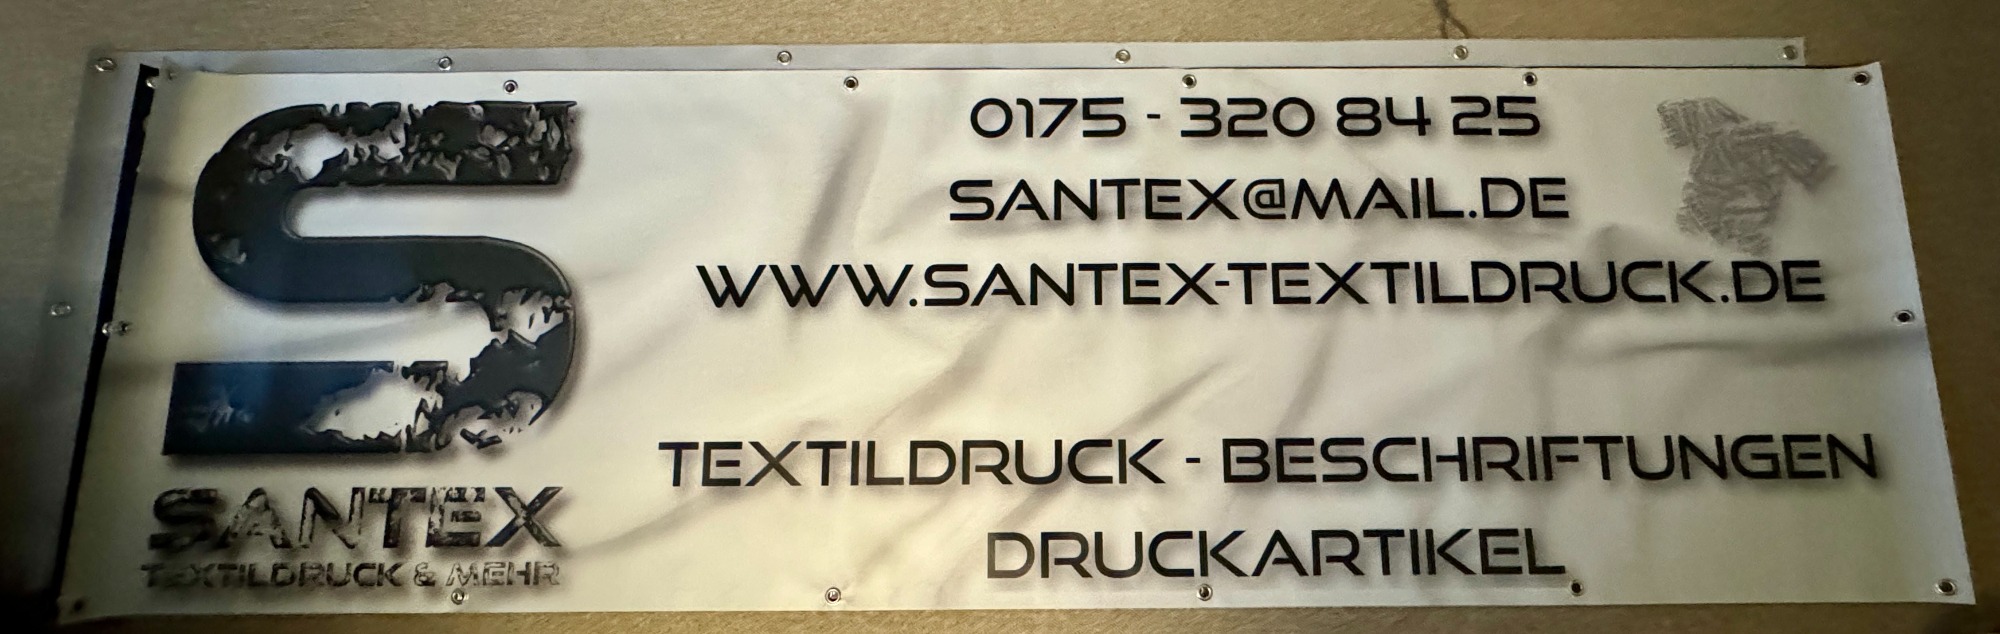 SANTEX
TEXTILDRUCK & MEHR
0175 - 320 84 25
SANTEX@MAIL.DE
WWW.SANTEX-TEXTILDRUCK.DE
TEXTILDRUCK - BESCHRIFTUNGEN
DRUCKARTIKEL